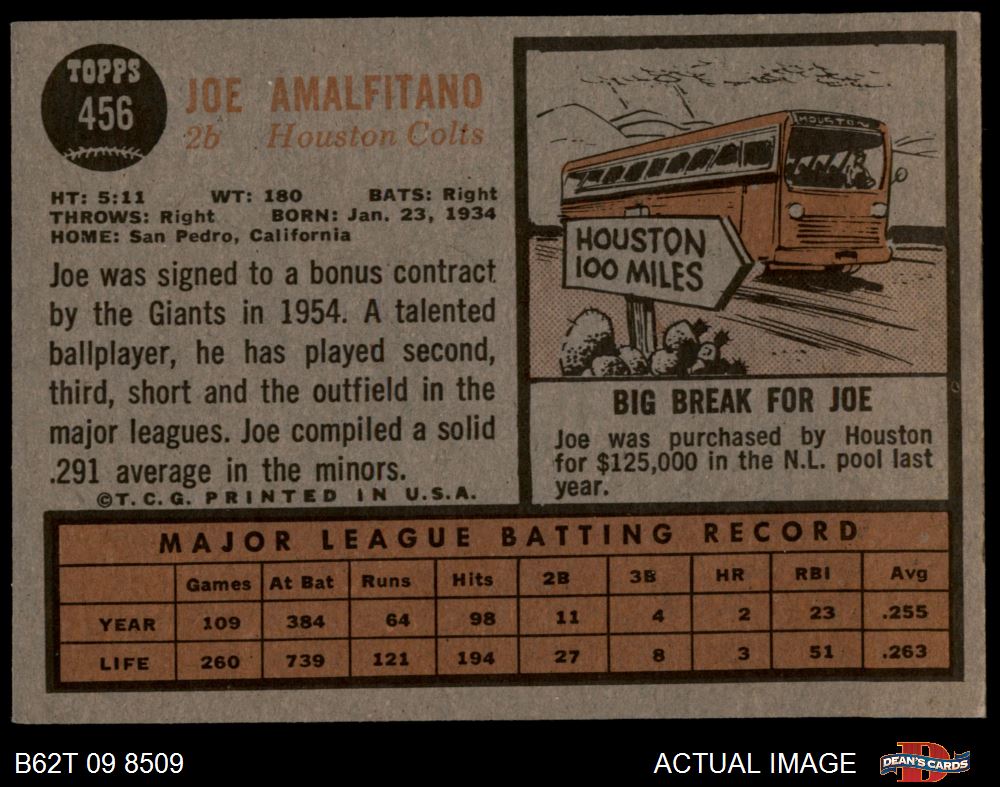 TOPPS
456
JOE AMALFITANO
2b Houston Colts
HT: 5:11 WT: 180 BATS: Right
THROWS: Right BORN: Jan. 23, 1934
HOME: San Pedro, California
Joe was signed to a bonus contract
by the Giants in 1954. A talented
ballplayer, he has played second,
third, short and the outfield in the
major leagues. Joe compiled a solid
.291 average in the minors.
©T.C.G. PRINTED IN U.S.A.
HOUSTON
HOUSTON
100 MILES
BIG BREAK FOR JOE
Joe was purchased by Houston
for $125,000 in the N.L. pool last
year.
MAJOR LEAGUE BATTING RECORD
Games At Bat Runs Hits 2B 3B HR RBI Avg
YEAR 109 384 64 98 11 4 2 23 .255
LIFE 260 739 121 194 27 8 3 51 .263
B62T 09 8509
ACTUAL IMAGE
DEAN'S CARDS